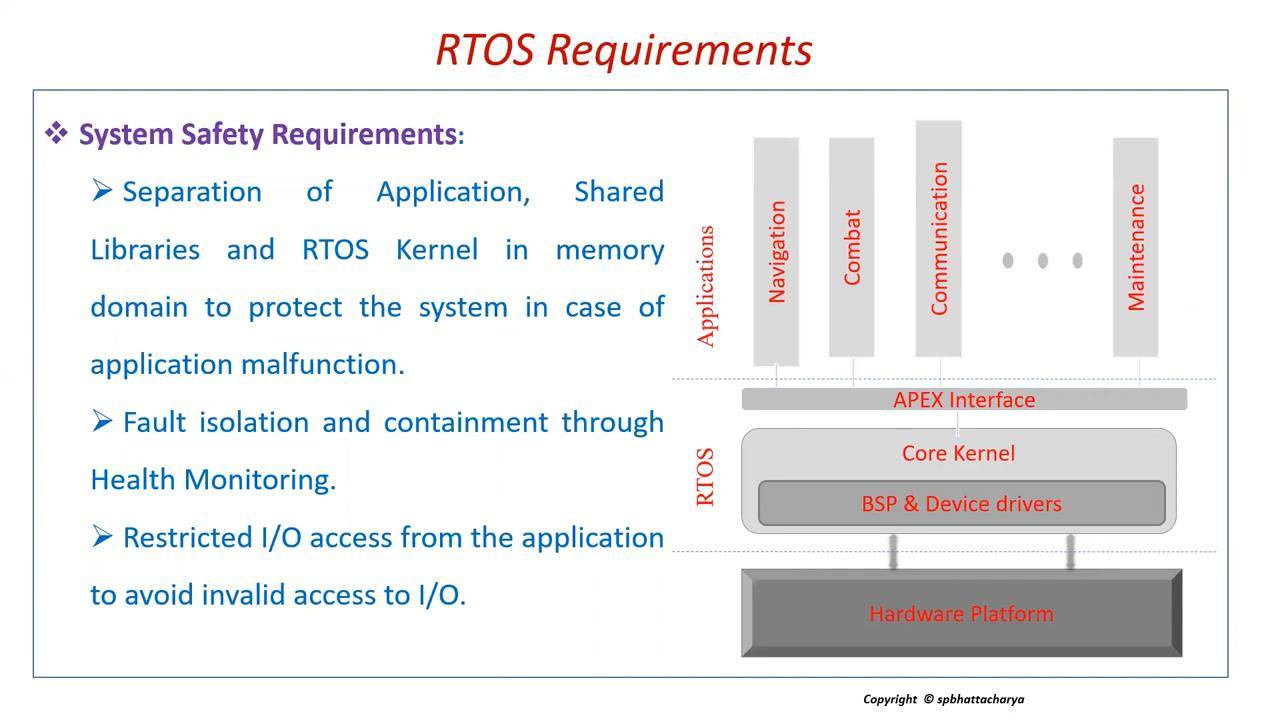 RTOS Requirements
❖ System Safety Requirements:
➢ Separation of Application, Shared
Libraries and RTOS Kernel in memory
domain to protect the system in case of
application malfunction.
➢ Fault isolation and containment through
Health Monitoring.
➢ Restricted I/O access from the application
to avoid invalid access to I/O.
Applications
Navigation
Combat
Communication
Maintenance
APEX Interface
RTOS
Core Kernel
BSP & Device drivers
Hardware Platform
Copyright © spbhattacharya